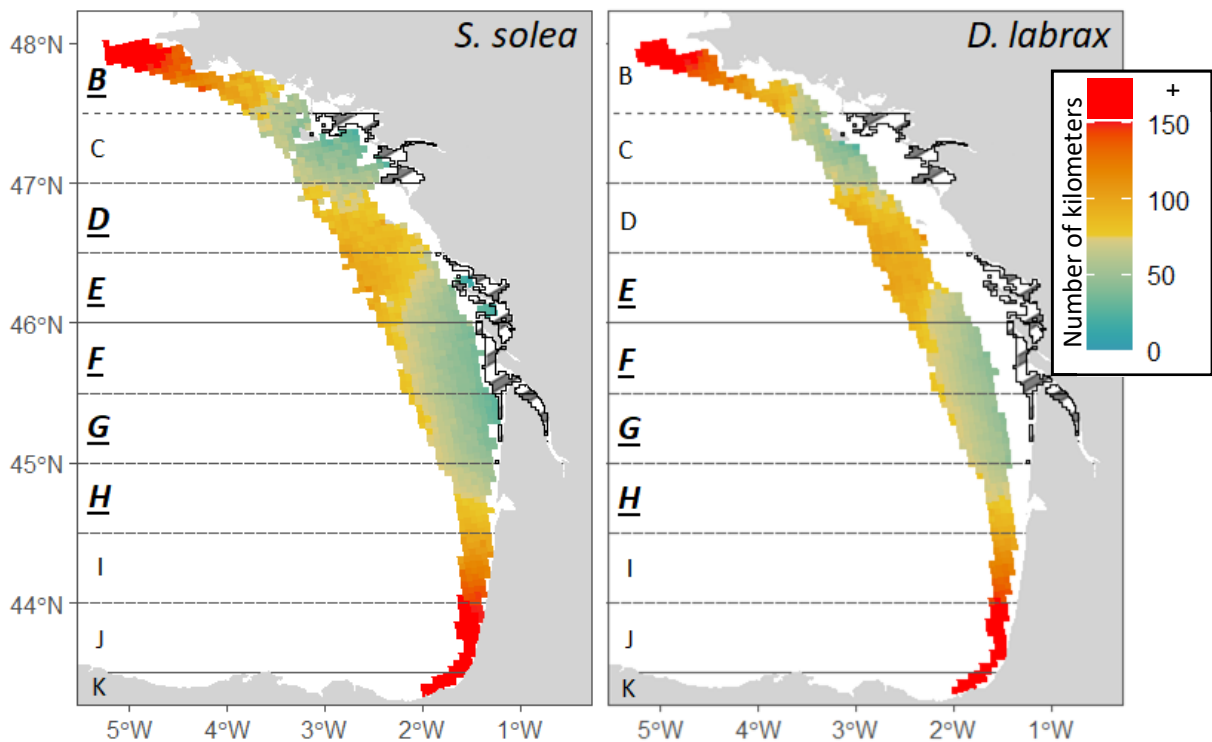 S. solea
D. labrax
48°N
47°N
46°N
45°N
44°N
B
C
D
E
F
G
H
I
J
K
5°W
4°W
3°W
2°W
1°W
B
C
D
E
F
G
H
I
J
K
5°W
4°W
3°W
2°W
1°W
Number of kilometers
+
150
100
50
0